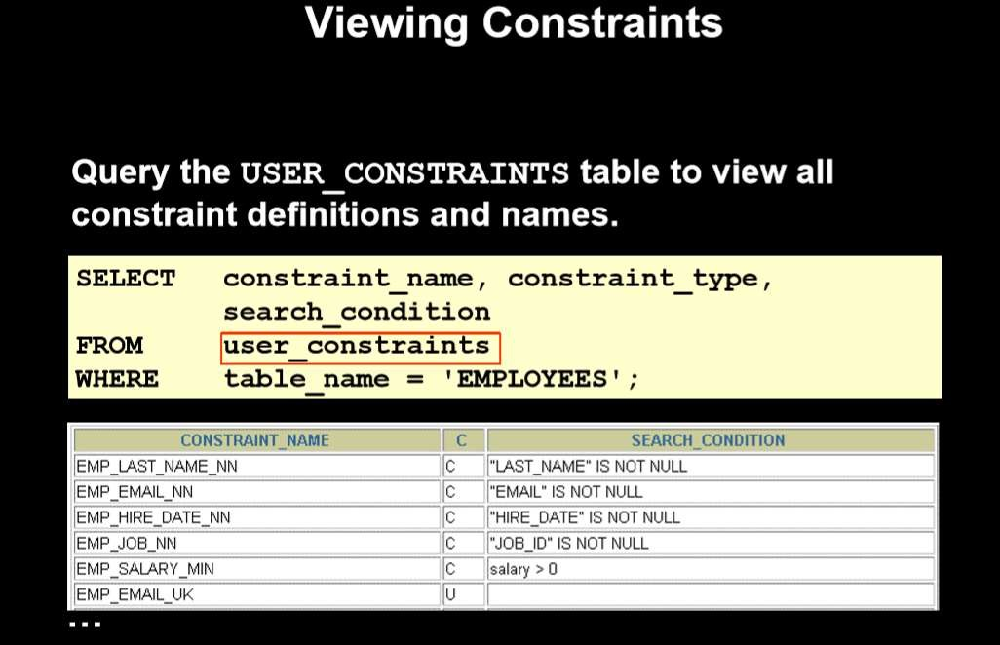 Viewing Constraints
Query the USER_CONSTRAINTS table to view all
constraint definitions and names.
SELECT constraint_name, constraint_type,
search_condition
FROM user_constraints
WHERE table_name = 'EMPLOYEES';
CONSTRAINT_NAME C SEARCH_CONDITION
EMP_LAST_NAME_NN C "LAST_NAME" IS NOT NULL
EMP_EMAIL_NN C "EMAIL" IS NOT NULL
EMP_HIRE_DATE_NN C "HIRE_DATE" IS NOT NULL
EMP_JOB_NN C "JOB_ID" IS NOT NULL
EMP_SALARY_MIN C salary > 0
EMP_EMAIL_UK U
...